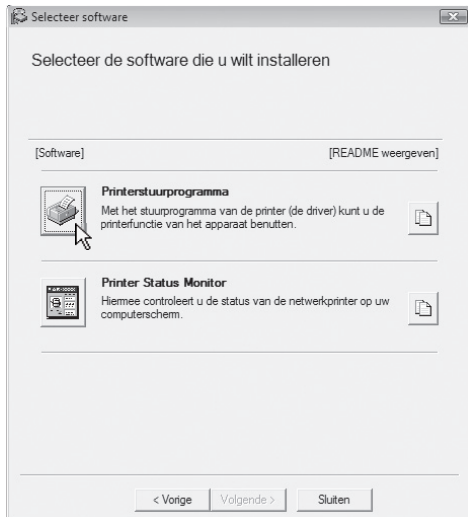 Selecteer software
Selecteer de software die u wilt installeren
[Software] [README weergeven]
Printerstuurprogramma
Met het stuurprogramma van de printer (de driver) kunt u de
printerfunctie van het apparaat benutten.
Printer Status Monitor
Hiermee controleert u de status van de netwerkprinter op uw
computerscherm.
< Vorige Volgende > Sluiten